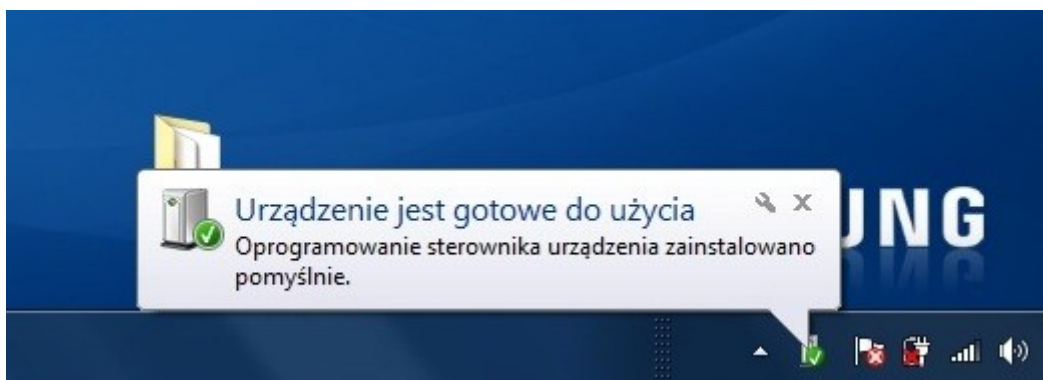 Urządzenie jest gotowe do użycia
Oprogramowanie sterownika urządzenia zainstalowano
pomyślnie.
UNG